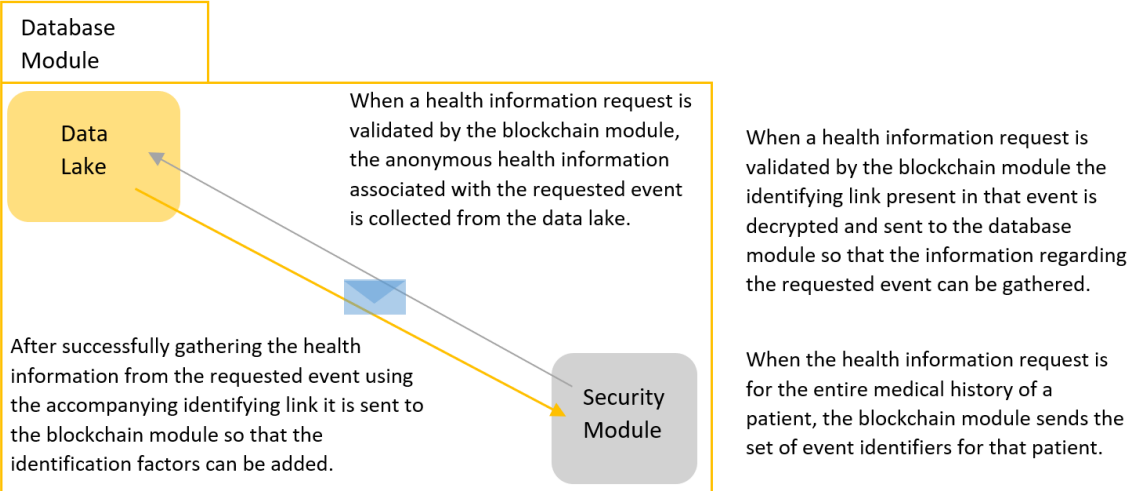 Database
Module
Data
Lake
When a health information request is
validated by the blockchain module,
the anonymous health information
associated with the requested event
is collected from the data lake.
After successfully gathering the health
information from the requested event using
the accompanying identifying link it is sent to
the blockchain module so that the
identification factors can be added.
Security
Module
When a health information request is
validated by the blockchain module the
identifying link present in that event is
decrypted and sent to the database
module so that the information regarding
the requested event can be gathered.
When the health information request is
for the entire medical history of a
patient, the blockchain module sends the
set of event identifiers for that patient.